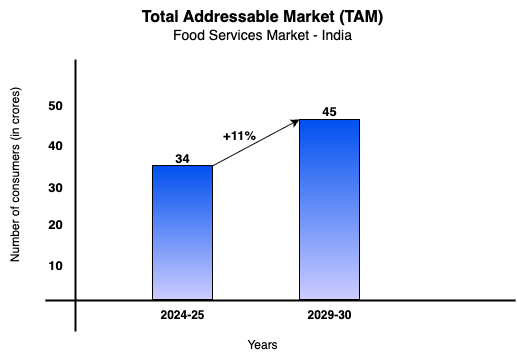 Total Addressable Market (TAM)
Food Services Market - India
Number of consumers (in crores)
50
40
30
20
10
34
+11%
45
2024-25
2029-30
Years